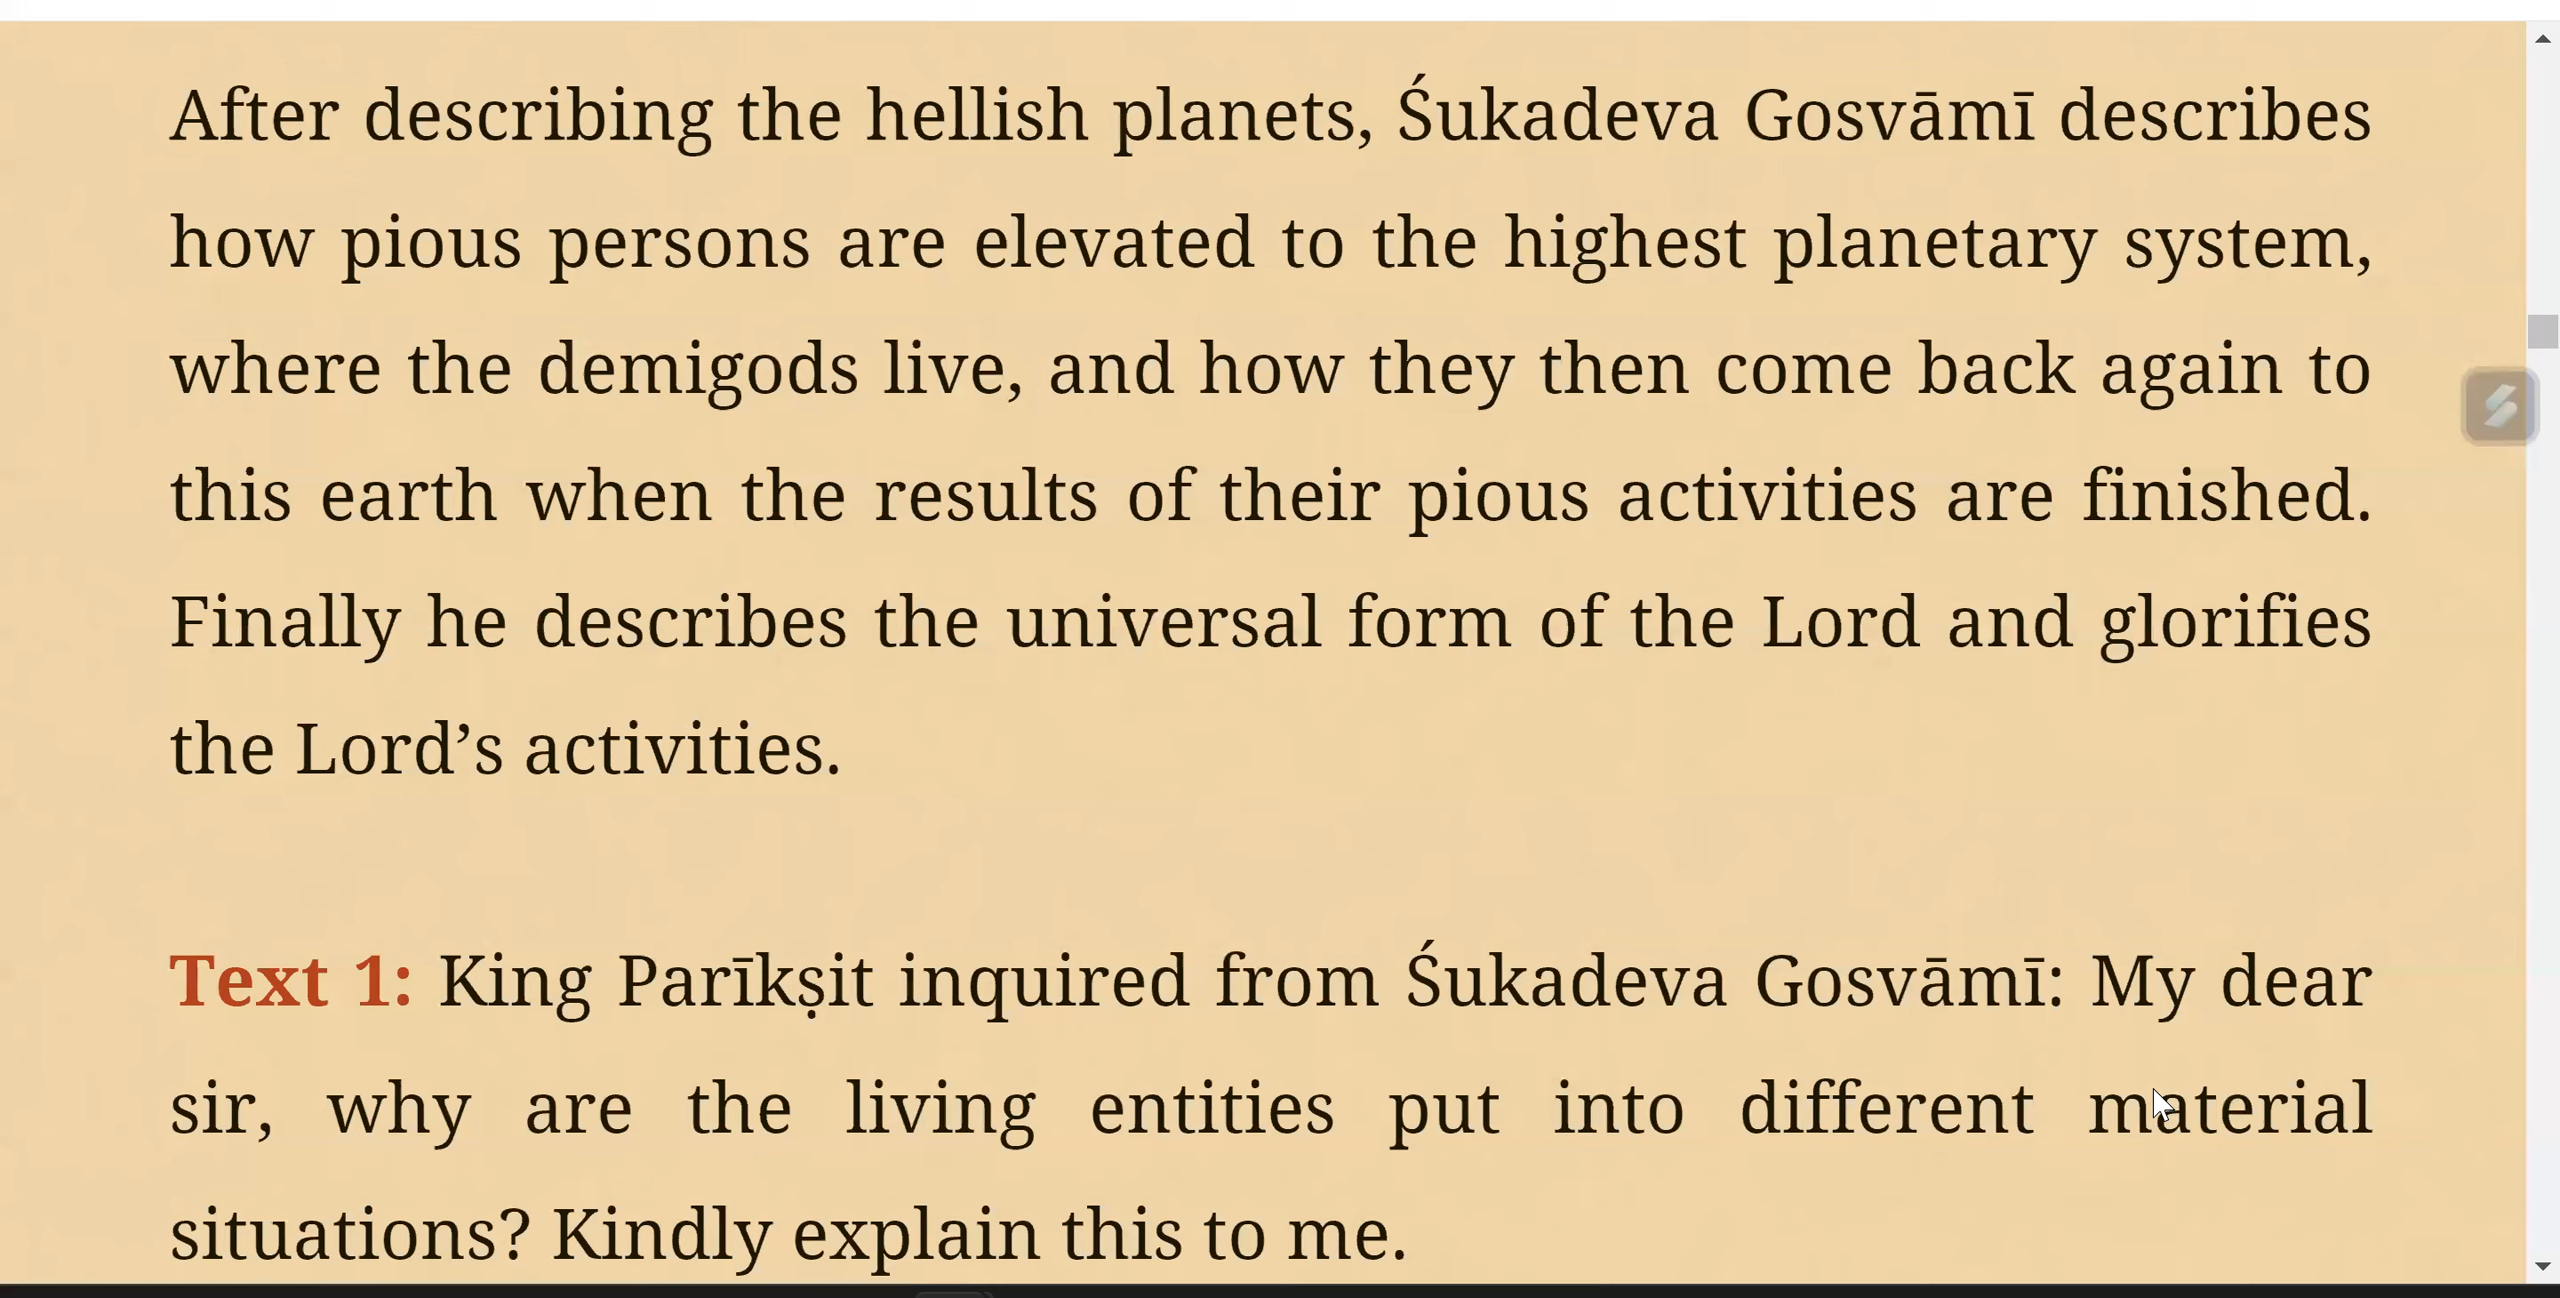 After describing the hellish planets, Śukadeva Gosvāmī describes
how pious persons are elevated to the highest planetary system,
where the demigods live, and how they then come back again to
this earth when the results of their pious activities are finished.
Finally he describes the universal form of the Lord and glorifies
the Lord’s activities.
Text 1: King Parīkṣit inquired from Śukadeva Gosvāmī: My dear
sir, why are the living entities put into different material
situations? Kindly explain this to me.